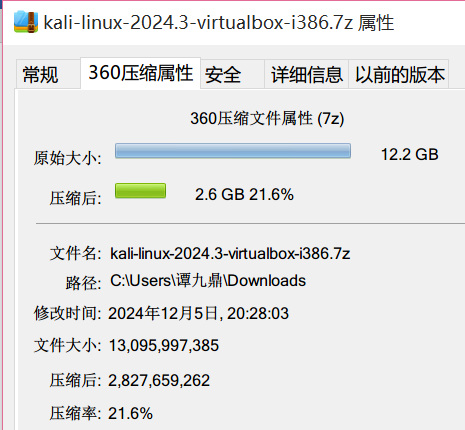 kali-linux-2024.3-virtualbox-i386.7z 属性
常规 360压缩属性 安全 详细信息 以前的版本
360压缩文件属性 (7z)
原始大小: 12.2 GB
压缩后: 2.6 GB 21.6%
文件名: kali-linux-2024.3-virtualbox-i386.7z
路径: C:\Users\谭九鼎\Downloads
修改时间: 2024年12月5日, 20:28:03
文件大小: 13,095,997,385
压缩后: 2,827,659,262
压缩率: 21.6%